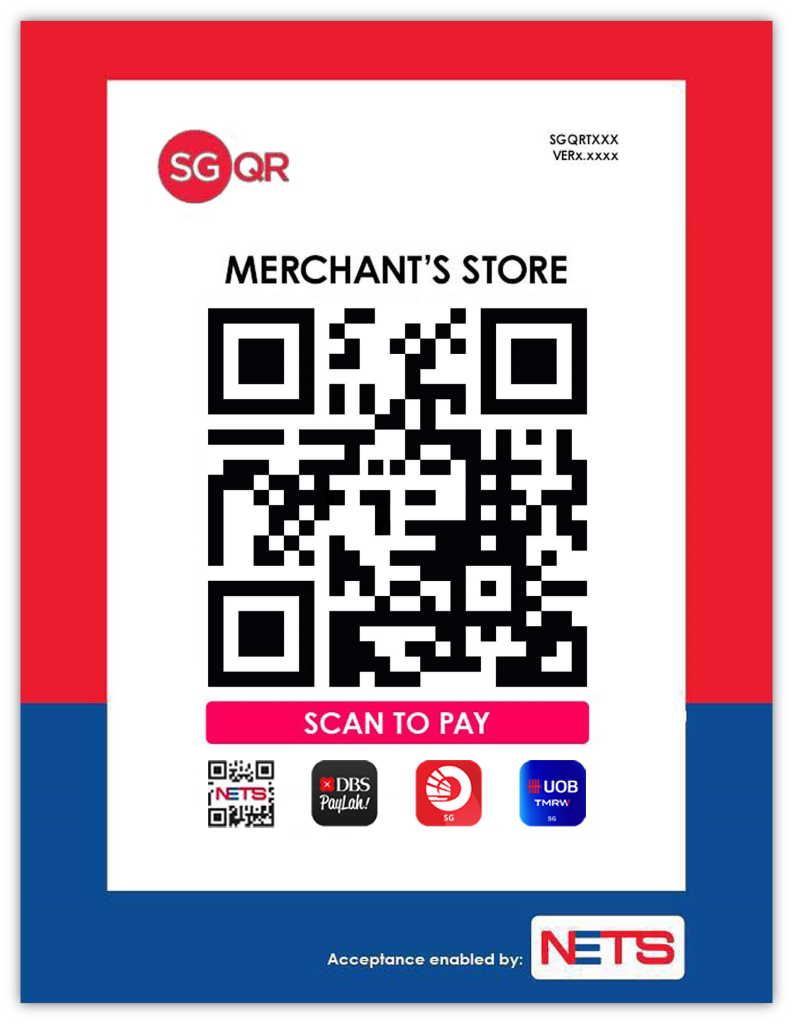 SGQR
SGQRTXXX
VERx.xxxx
MERCHANT'S STORE
SCAN TO PAY
NETS
DBS
PayLah!
SG
UOB
TMRW
SG
Acceptance enabled by: NETS